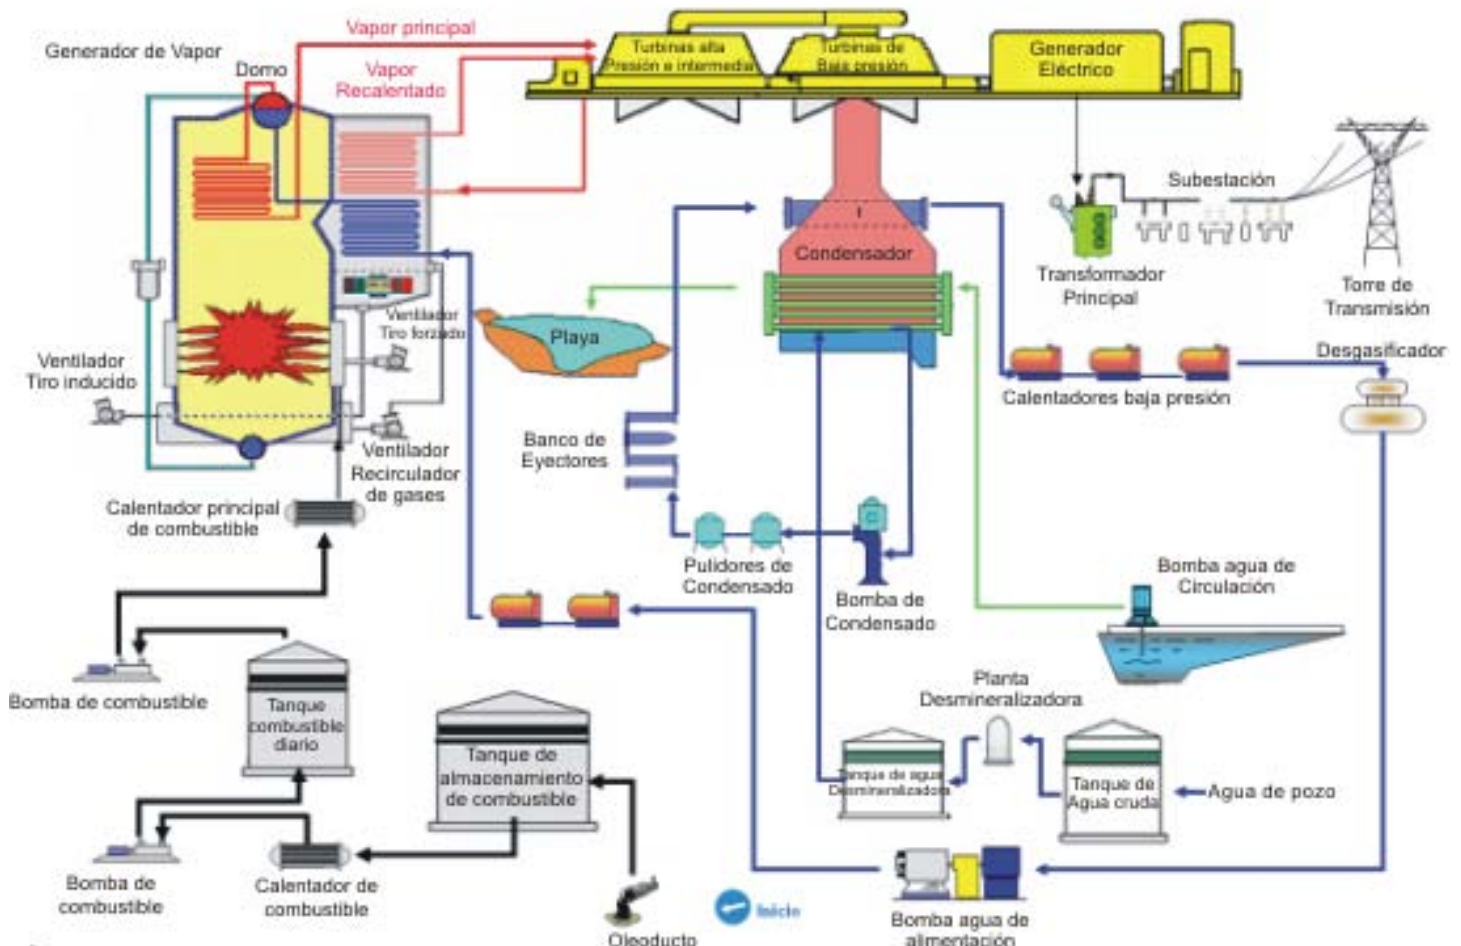 Vapor principal
Generador de Vapor
Domo
Vapor
Recalentado
Turbinas alta
Presión e intermedia
Turbinas de
Baja presión
Generador
Eléctrico
Subestación
Condensador
Transformador
Principal
Torre de
Transmisión
Ventilador
Tiro forzado
Playa
Ventilador
Tiro inducido
Desgasificador
Calentadores baja presión
Banco de
Eyectores
Ventilador
Recirculador
de gases
Calentador principal
de combustible
Pulidores de
Condensado
Bomba de
Condensado
Bomba agua de
Circulación
Bomba de combustible
Tanque
combustible
diario
Planta
Desmineralizadora
Tanque de
almacenamiento
de combustible
Tanque de agua
Desmineralizadora
Tanque de
Agua cruda
Agua de pozo
Bomba de
combustible
Calentador de
combustible
Oleoducto
Inicio
Bomba agua de
alimentación